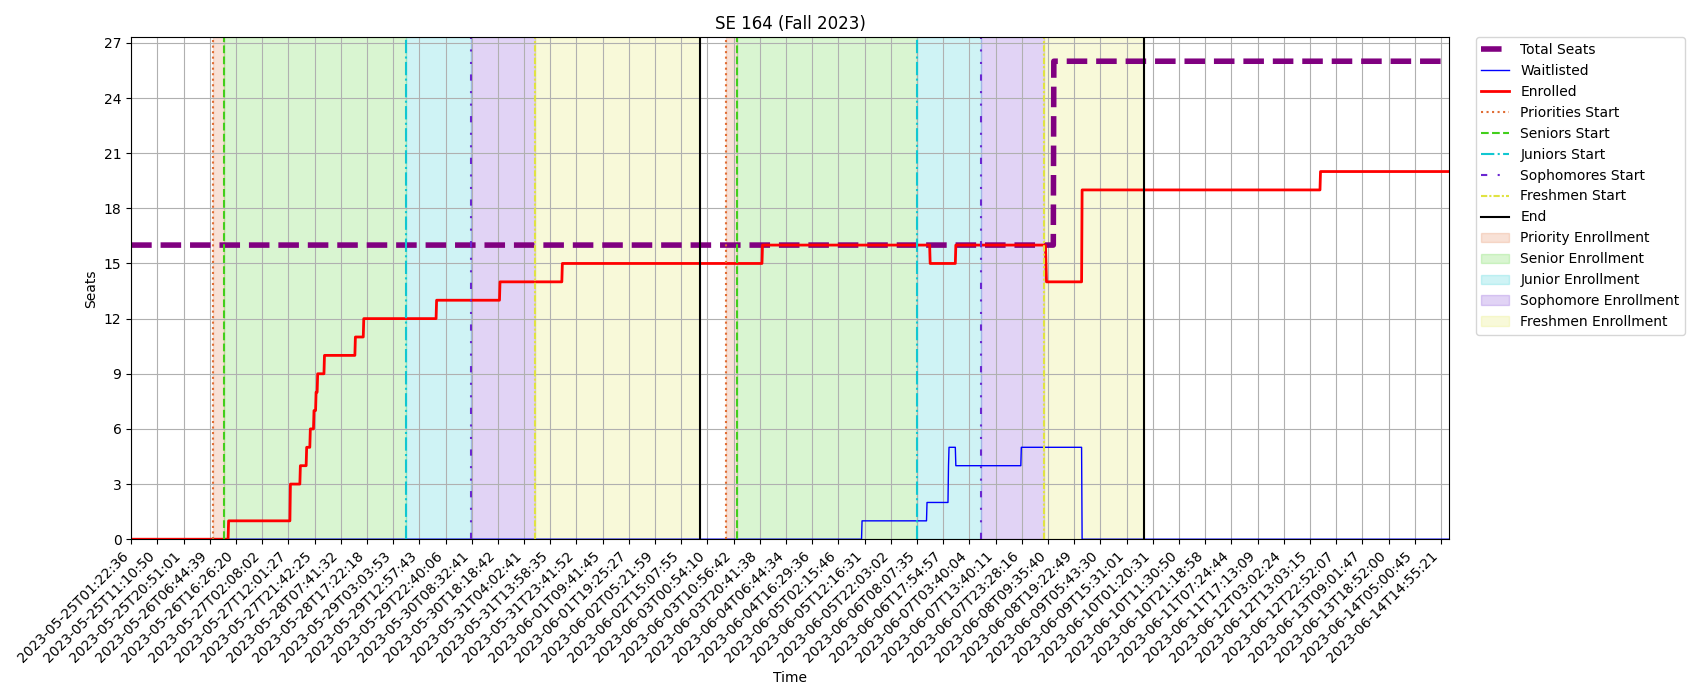 SE 164 (Fall 2023)
27
24
21
18
15
12
9
6
3
0
Seats
2023-05-25T01:22:36
2023-05-25T11:10:50
2023-05-25T20:51:01
2023-05-26T06:44:39
2023-05-26T16:26:20
2023-05-27T02:08:02
2023-05-27T12:01:27
2023-05-27T21:42:25
2023-05-28T07:41:32
2023-05-28T17:22:18
2023-05-29T03:03:53
2023-05-29T12:57:43
2023-05-29T22:40:06
2023-05-30T08:32:41
2023-05-30T18:18:42
2023-05-31T04:02:41
2023-05-31T13:58:35
2023-05-31T23:41:52
2023-06-01T09:41:45
2023-06-01T19:25:27
2023-06-02T05:21:59
2023-06-02T15:07:55
2023-06-03T00:54:10
2023-06-03T10:56:42
2023-06-03T20:41:38
2023-06-04T06:44:34
2023-06-04T16:29:36
2023-06-05T02:15:46
2023-06-05T12:16:31
2023-06-05T22:03:02
2023-06-06T08:07:35
2023-06-06T17:54:57
2023-06-07T03:40:04
2023-06-07T13:40:11
2023-06-07T23:28:16
2023-06-08T09:35:40
2023-06-08T19:22:49
2023-06-09T05:43:30
2023-06-09T15:31:01
2023-06-10T01:20:31
2023-06-10T11:30:50
2023-06-10T21:18:58
2023-06-11T07:24:44
2023-06-11T17:13:09
2023-06-12T03:02:24
2023-06-12T13:03:15
2023-06-12T22:52:07
2023-06-13T09:01:47
2023-06-13T18:52:00
2023-06-14T05:00:45
2023-06-14T14:55:21
Time
Total Seats
Waitlisted
Enrolled
Priorities Start
Seniors Start
Juniors Start
Sophomores Start
Freshmen Start
End
Priority Enrollment
Senior Enrollment
Junior Enrollment
Sophomore Enrollment
Freshmen Enrollment